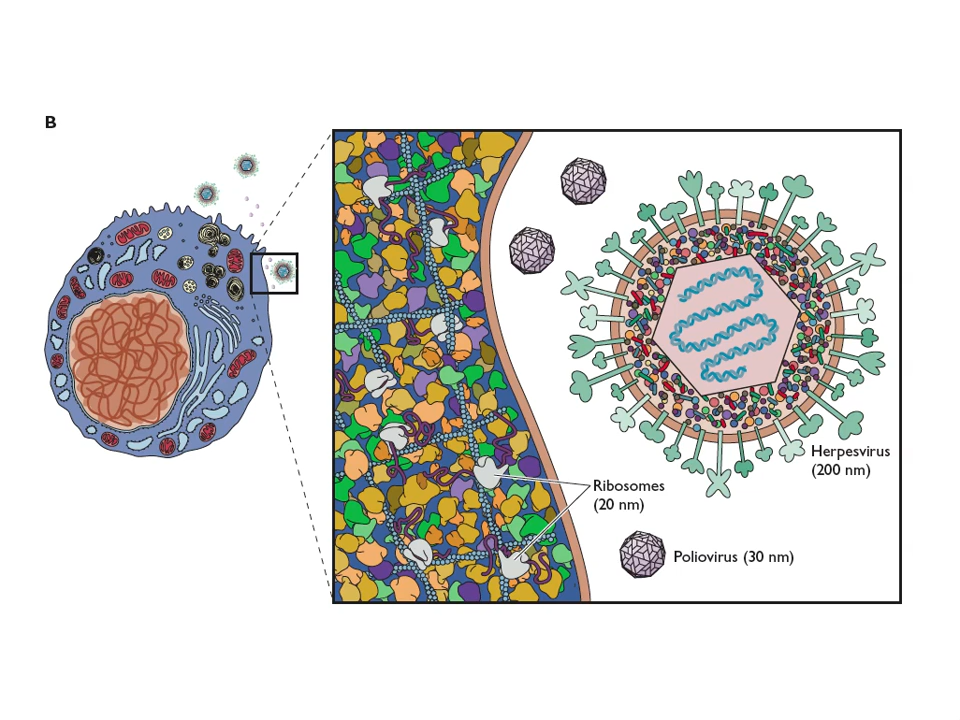 B
Herpesvirus
(200 nm)
Ribosomes
(20 nm)
Poliovirus (30 nm)